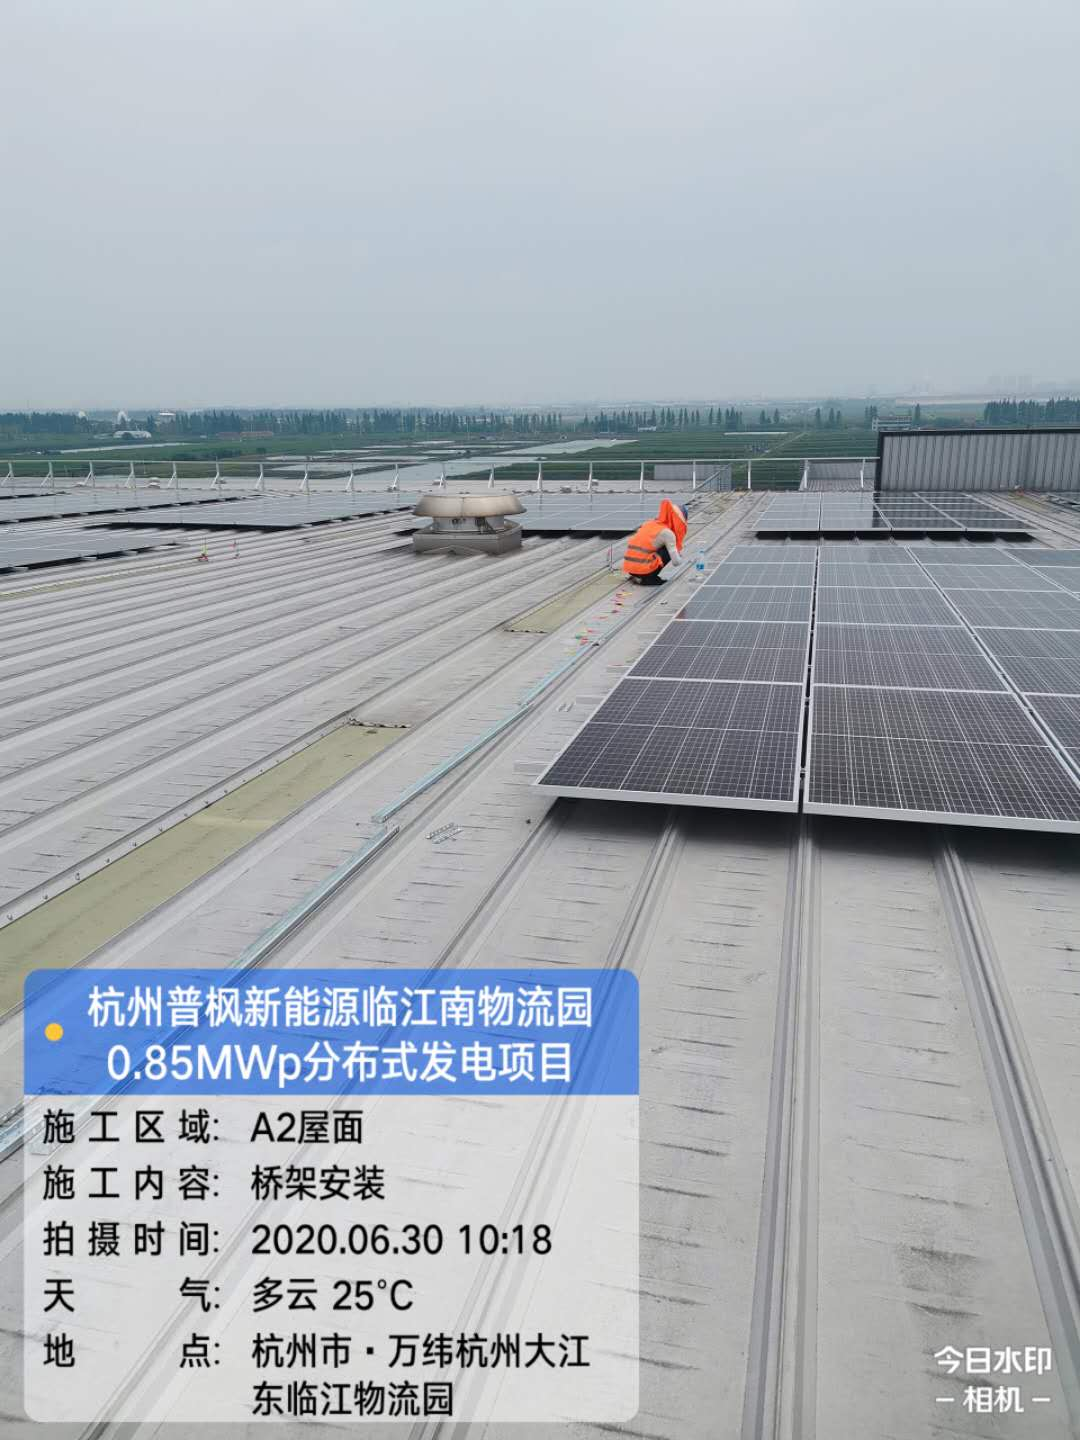 杭州普枫新能源临江南物流园
0.85MWp分布式发电项目
施工区域: A2屋面
施工内容: 桥架安装
拍摄时间: 2020.06.30 10:18
天气: 多云 25℃
地点: 杭州市·万纬杭州大江
东临江物流园
今日水印
-相机-